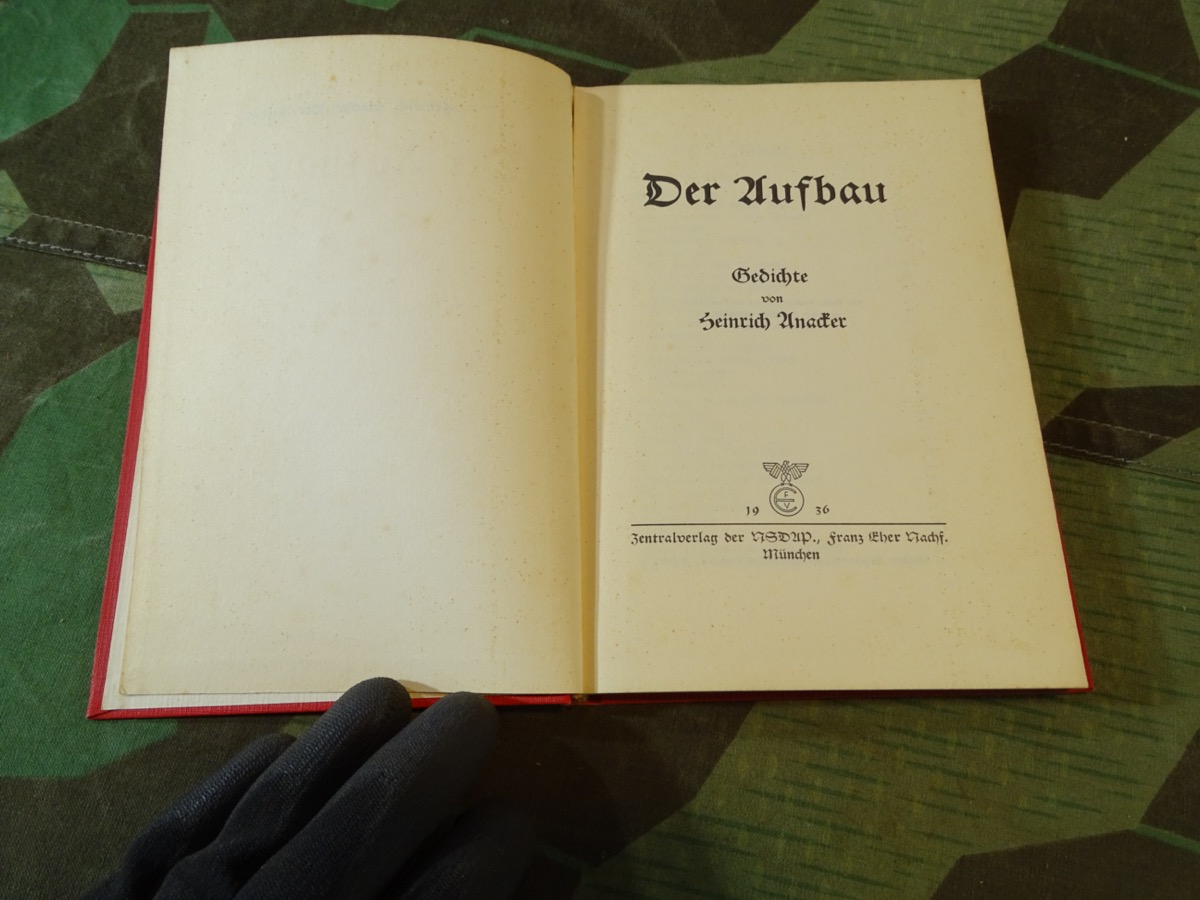 Der Aufbau
Gedichte
von
Heinrich Anacker
F
E
V
19 36
Zentralverlag der NSDAP., Franz Eher Nachf.
München